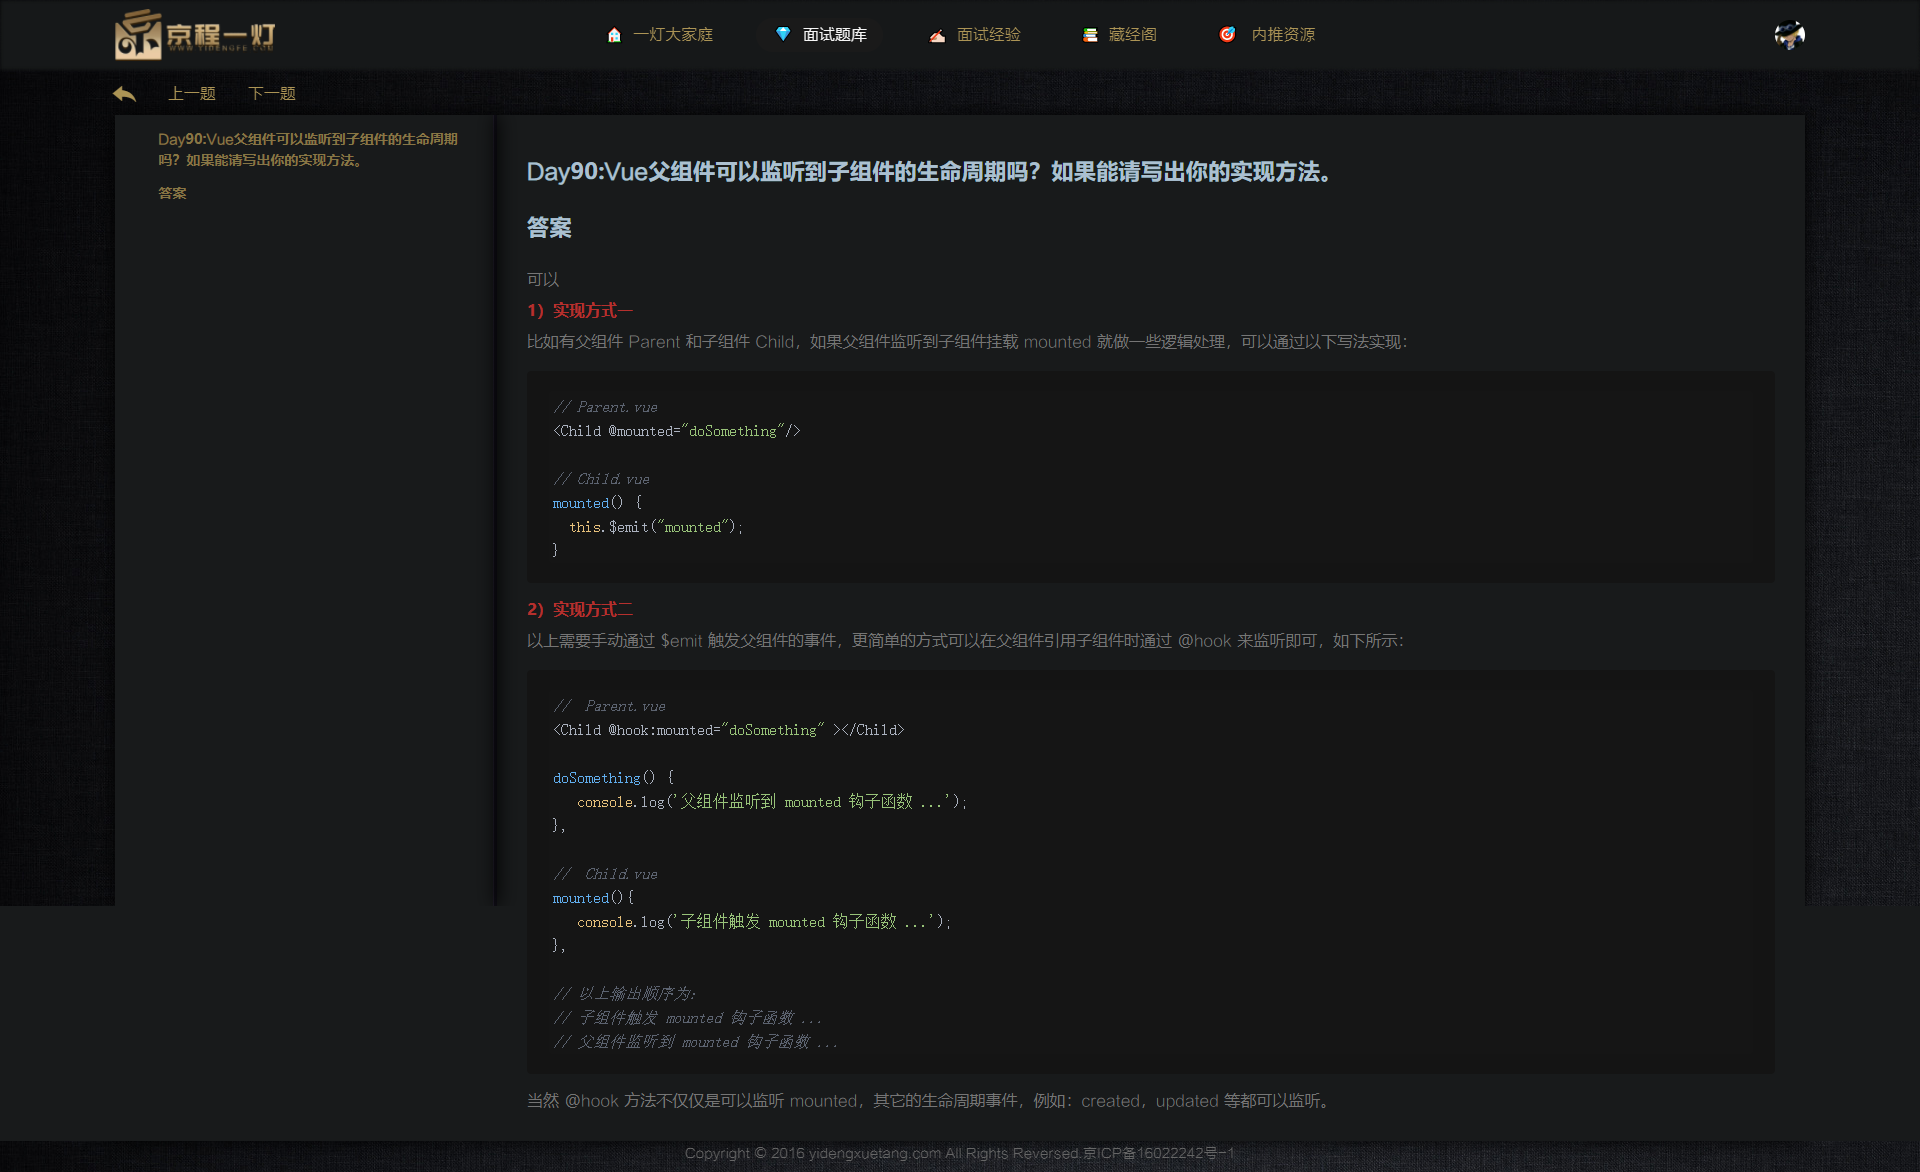 京程一灯
WWW.YIDENGFE.COM
一灯大家庭
面试题库
面试经验
藏经阁
内推资源
上一题
下一题
Day90:Vue父组件可以监听到子组件的生命周期
吗？如果能请写出你的实现方法。
答案
Day90:Vue父组件可以监听到子组件的生命周期吗？如果能请写出你的实现方法。
答案
可以
1）实现方式一
比如有父组件 Parent 和子组件 Child，如果父组件监听到子组件挂载 mounted 就做一些逻辑处理，可以通过以下写法实现：
// Parent.vue
<Child @mounted="doSomething"/>
// Child.vue
mounted() {
  this.$emit("mounted");
}
2）实现方式二
以上需要手动通过 $emit 触发父组件的事件，更简单的方式可以在父组件引用子组件时通过 @hook 来监听即可，如下所示：
//  Parent.vue
<Child @hook:mounted="doSomething" ></Child>
doSomething() {
   console.log('父组件监听到 mounted 钩子函数 ...');
},
//  Child.vue
mounted(){
   console.log('子组件触发 mounted 钩子函数 ...');
},
// 以上输出顺序为：
// 子组件触发 mounted 钩子函数 ...
// 父组件监听到 mounted 钩子函数 ...
当然 @hook 方法不仅仅是可以监听 mounted，其它的生命周期事件，例如：created，updated 等都可以监听。
Copyright © 2016 yidengxuetang.com All Rights Reversed.京ICP备16022242号-1